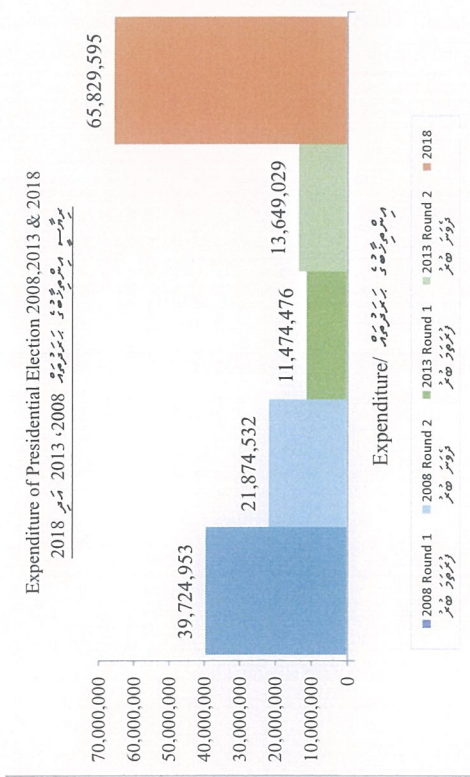 Expenditure of Presidential Election 2008,2013 & 2018
ރިޔާސީ އިންތިޚާބުގެ ޚަރަދުތައް 2008، 2013 އަދި 2018
70,000,000
60,000,000
50,000,000
40,000,000
30,000,000
20,000,000
10,000,000
0
39,724,953
21,874,532
11,474,476
13,649,029
65,829,595
Expenditure/ އިންތިޚާބުގެ ޚަރަދުތައް
2008 Round 1 2008 Round 2 2013 Round 1 2013 Round 2 2018
ފުރަތަމަ ބުރު ދެވަނަ ބުރު ފުރަތަމަ ބުރު ދެވަނަ ބުރު